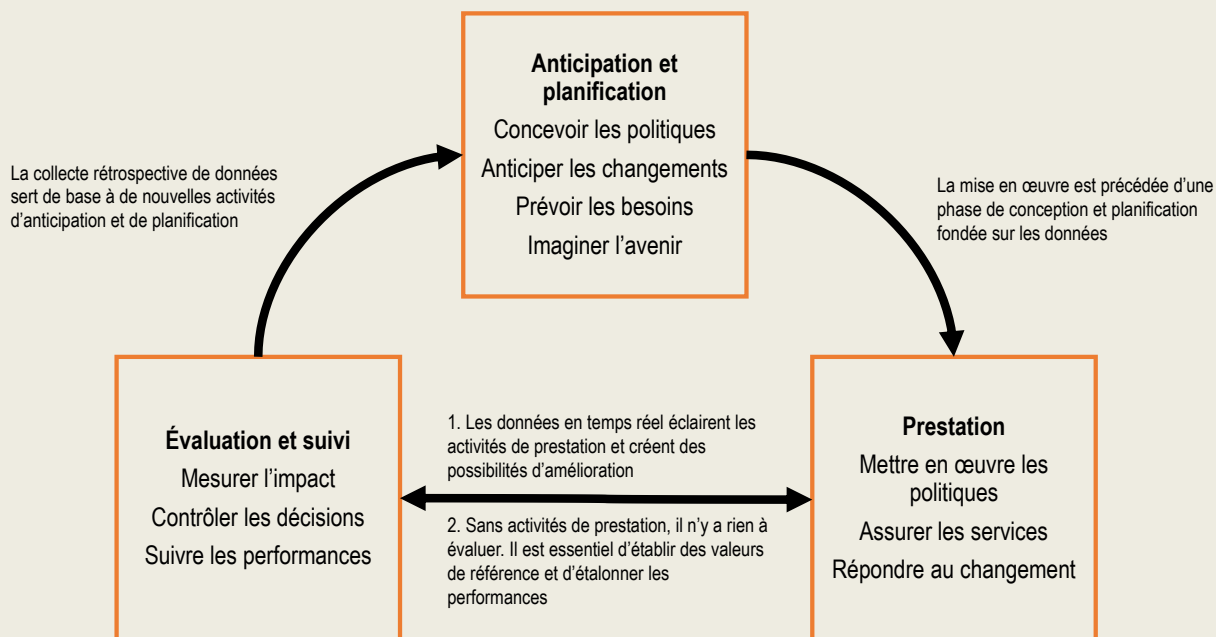 Anticipation et
planification
Concevoir les politiques
Anticiper les changements
Prévoir les besoins
Imaginer l’avenir
La collecte rétrospective de données
sert de base à de nouvelles activités
d’anticipation et de planification
La mise en œuvre est précédée d’une
phase de conception et planification
fondée sur les données
Évaluation et suivi
Mesurer l’impact
Contrôler les décisions
Suivre les performances
1. Les données en temps réel éclairent les
activités de prestation et créent des
possibilités d’amélioration
2. Sans activités de prestation, il n’y a rien à
évaluer. Il est essentiel d’établir des valeurs
de référence et d’étalonner les
performances
Prestation
Mettre en œuvre les
politiques
Assurer les services
Répondre au changement